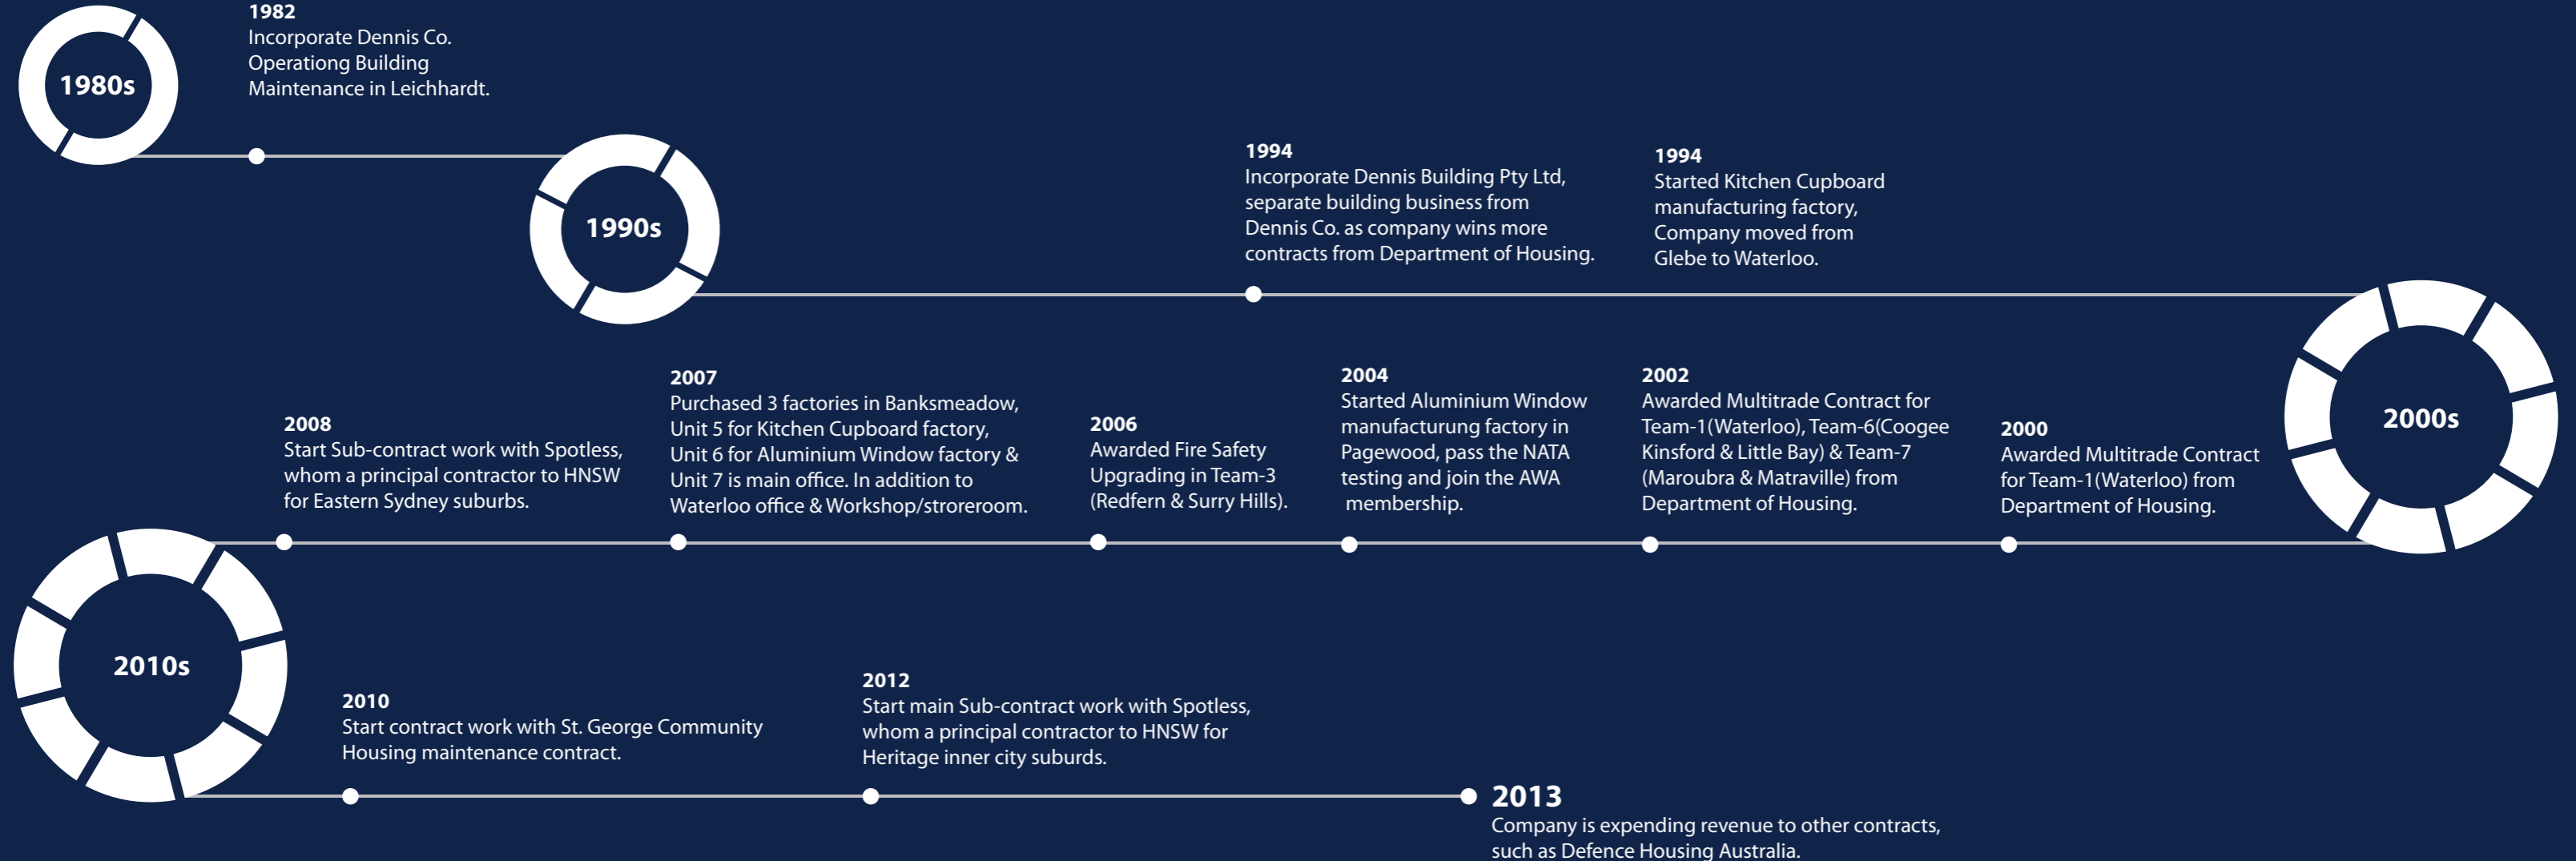 1980s
1982
Incorporate Dennis Co.
Operationg Building
Maintenance in Leichhardt.
1990s
1994
Incorporate Dennis Building Pty Ltd,
separate building business from
Dennis Co. as company wins more
contracts from Department of Housing.
1994
Started Kitchen Cupboard
manufacturing factory,
Company moved from
Glebe to Waterloo.
2000s
2000
Awarded Multitrade Contract
for Team-1(Waterloo) from
Department of Housing.
2002
Awarded Multitrade Contract for
Team-1(Waterloo), Team-6(Coogee
Kinsford & Little Bay) & Team-7
(Maroubra & Matraville) from
Department of Housing.
2004
Started Aluminium Window
manufacturung factory in
Pagewood, pass the NATA
testing and join the AWA
membership.
2006
Awarded Fire Safety
Upgrading in Team-3
(Redfern & Surry Hills).
2007
Purchased 3 factories in Banksmeadow,
Unit 5 for Kitchen Cupboard factory,
Unit 6 for Aluminium Window factory &
Unit 7 is main office. In addition to
Waterloo office & Workshop/stroreroom.
2008
Start Sub-contract work with Spotless,
whom a principal contractor to HNSW
for Eastern Sydney suburbs.
2010s
2010
Start contract work with St. George Community
Housing maintenance contract.
2012
Start main Sub-contract work with Spotless,
whom a principal contractor to HNSW for
Heritage inner city suburds.
2013
Company is expending revenue to other contracts,
such as Defence Housing Australia.